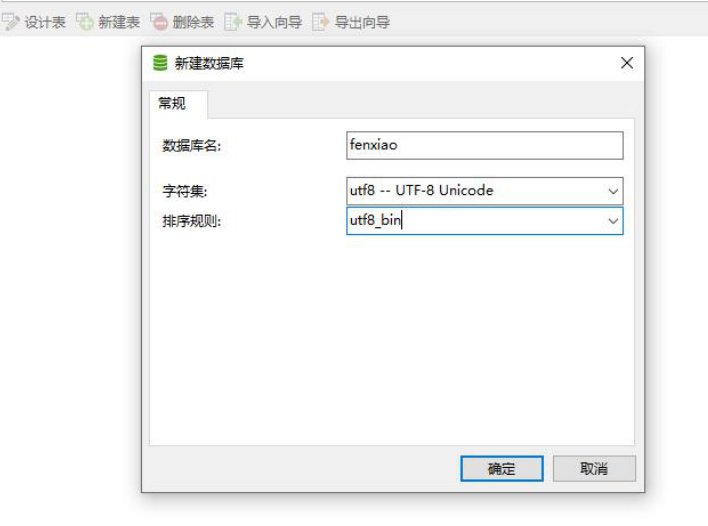 设计表 新建表 删除表 导入向导 导出向导
新建数据库
常规
数据库名: fenxiao
字符集: utf8 -- UTF-8 Unicode
排序规则: utf8_bin
确定 取消